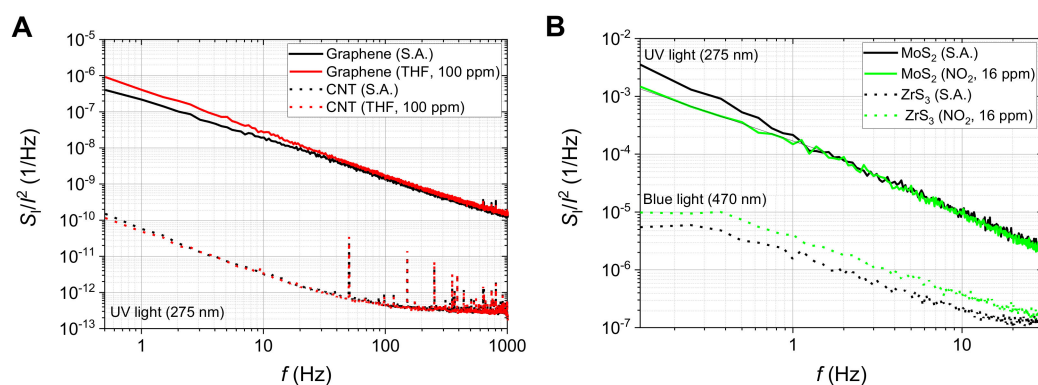 A
10⁻⁵
10⁻⁶
10⁻⁷
10⁻⁸
10⁻⁹
10⁻¹⁰
10⁻¹¹
10⁻¹²
10⁻¹³
S_I/I² (1/Hz)
Graphene (S.A.)
Graphene (THF, 100 ppm)
CNT (S.A.)
CNT (THF, 100 ppm)
UV light (275 nm)
1 10 100 1000
f (Hz)
B
10⁻²
10⁻³
10⁻⁴
10⁻⁵
10⁻⁶
10⁻⁷
S_I/I² (1/Hz)
UV light (275 nm)
MoS₂ (S.A.)
MoS₂ (NO₂, 16 ppm)
ZrS₃ (S.A.)
ZrS₃ (NO₂, 16 ppm)
Blue light (470 nm)
1 10
f (Hz)